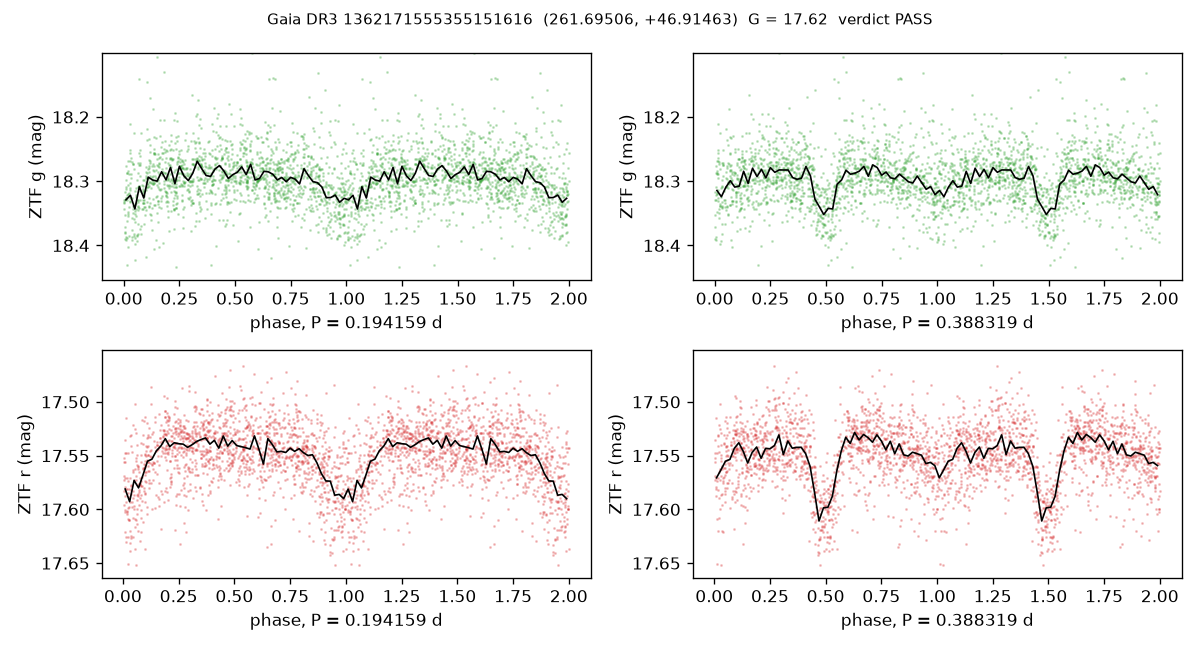 Gaia DR3 1362171555355151616 (261.69506, +46.91463) G = 17.62 verdict PASS
ZTF g (mag)
18.2
18.3
18.4
0.00 0.25 0.50 0.75 1.00 1.25 1.50 1.75 2.00
phase, P = 0.194159 d
ZTF g (mag)
18.2
18.3
18.4
0.00 0.25 0.50 0.75 1.00 1.25 1.50 1.75 2.00
phase, P = 0.388319 d
ZTF r (mag)
17.50
17.55
17.60
17.65
0.00 0.25 0.50 0.75 1.00 1.25 1.50 1.75 2.00
phase, P = 0.194159 d
ZTF r (mag)
17.50
17.55
17.60
17.65
0.00 0.25 0.50 0.75 1.00 1.25 1.50 1.75 2.00
phase, P = 0.388319 d